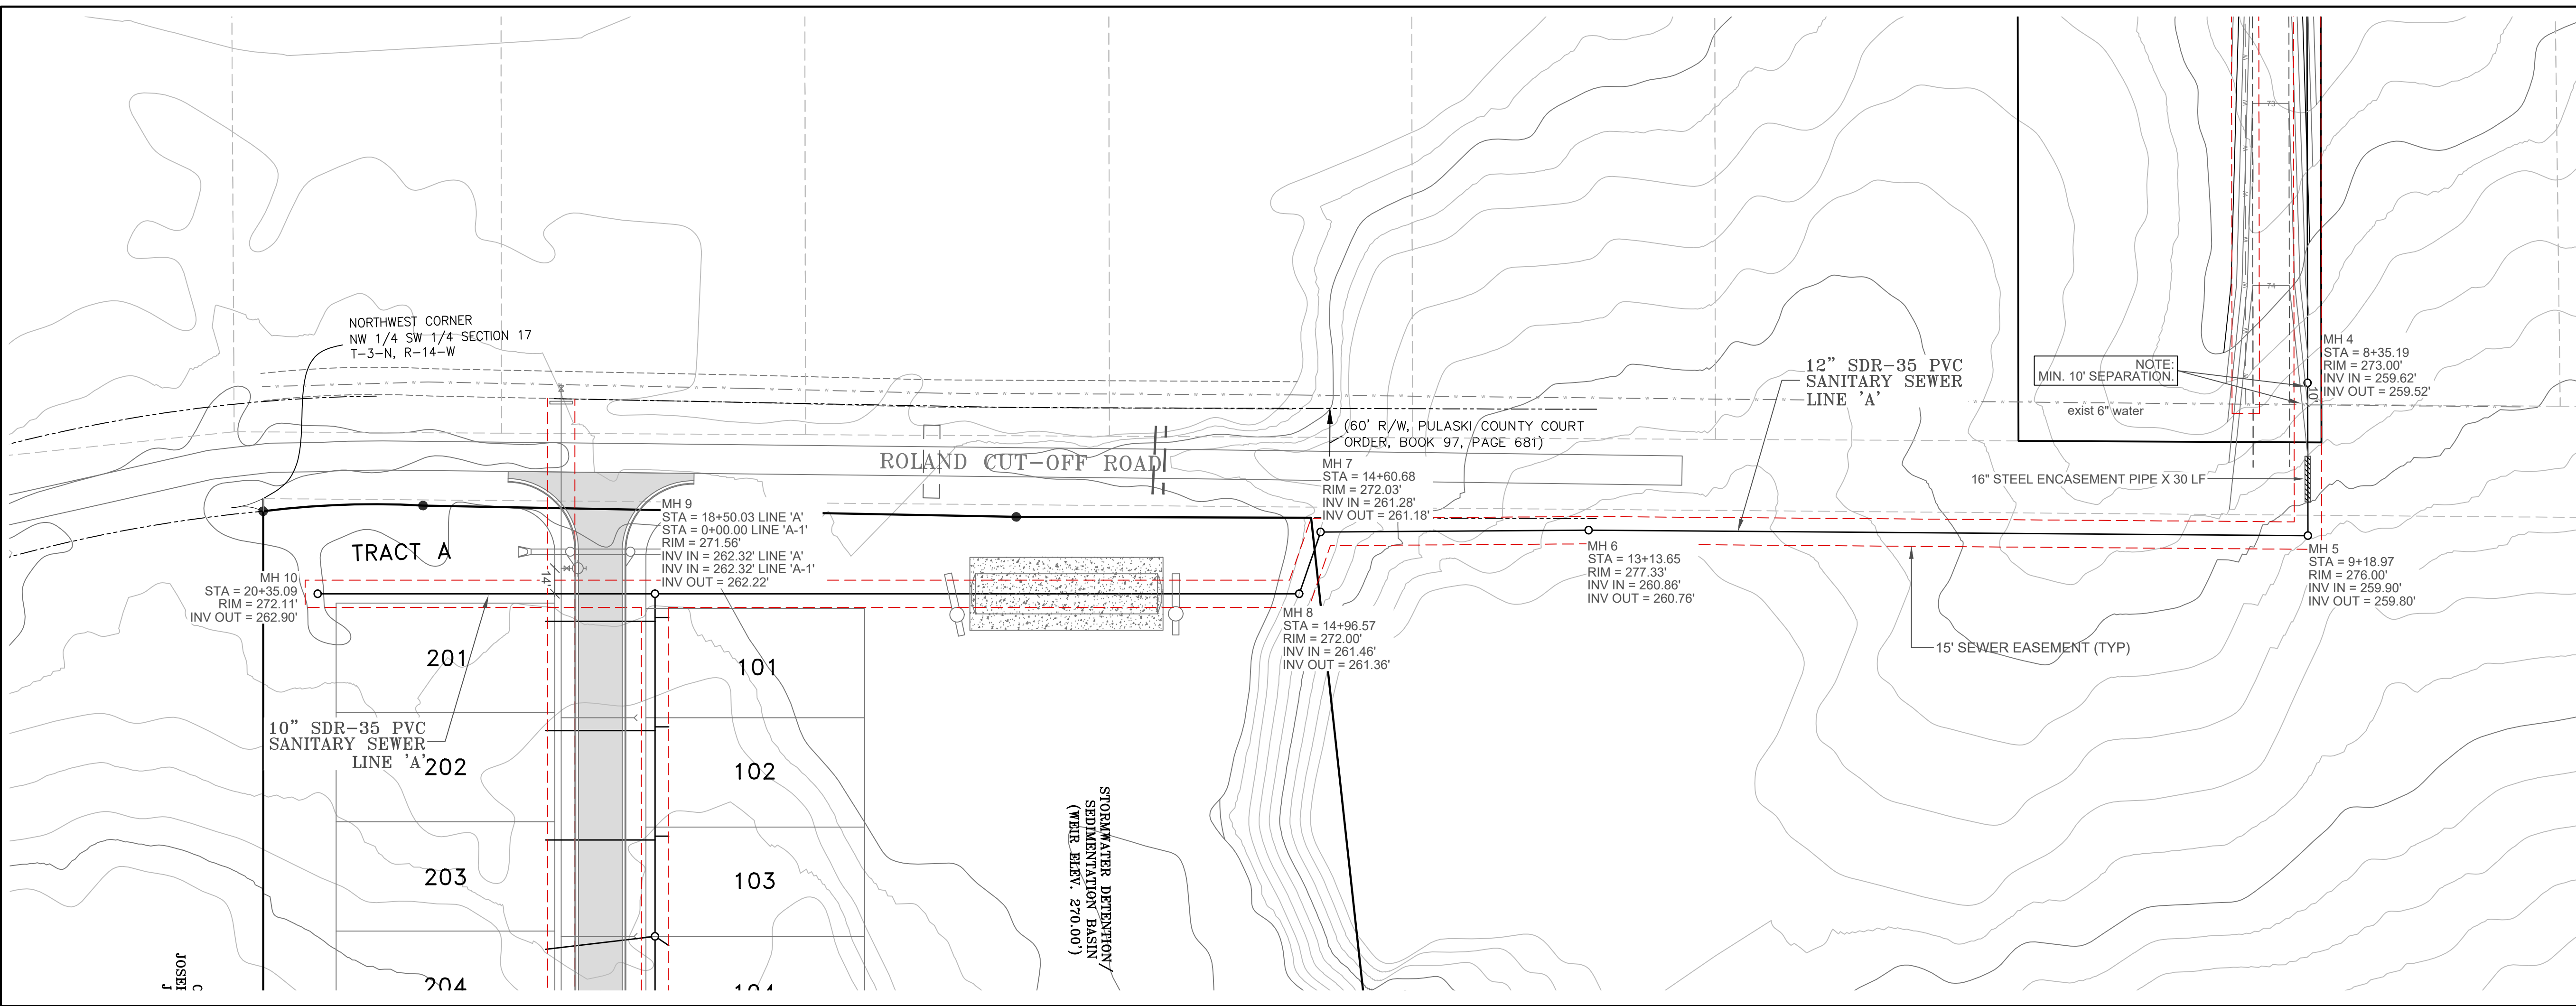 NORTHWEST CORNER
NW 1/4 SW 1/4 SECTION 17
T-3-N, R-14-W
TRACT A
MH 10
STA = 20+35.09
RIM = 272.11'
INV OUT = 262.90'
10" SDR-35 PVC
SANITARY SEWER
LINE 'A'
201
202
203
204
14'
MH 9
STA = 18+50.03 LINE 'A'
STA = 0+00.00 LINE 'A-1'
RIM = 271.56'
INV IN = 262.32' LINE 'A'
INV IN = 262.32' LINE 'A-1'
INV OUT = 262.22'
101
102
103
104
ROLAND CUT-OFF ROAD
(60' R/W, PULASKI COUNTY COURT
ORDER, BOOK 97, PAGE 681)
MH 7
STA = 14+60.68
RIM = 272.03'
INV IN = 261.28'
INV OUT = 261.18'
MH 8
STA = 14+96.57
RIM = 272.00'
INV IN = 261.46'
INV OUT = 261.36'
STORMWATER DETENTION/
SEDIMENTATION BASIN
(WEIR ELEV. 270.00')
MH 6
STA = 13+13.65
RIM = 277.33'
INV IN = 260.86'
INV OUT = 260.76'
12" SDR-35 PVC
SANITARY SEWER
LINE 'A'
15' SEWER EASEMENT (TYP)
NOTE:
MIN. 10' SEPARATION.
exist 6" water
16" STEEL ENCASEMENT PIPE X 30 LF
73
74
W
W
W
W
W
W
10'
MH 4
STA = 8+35.19
RIM = 273.00'
INV IN = 259.62'
INV OUT = 259.52'
MH 5
STA = 9+18.97
RIM = 276.00'
INV IN = 259.90'
INV OUT = 259.80'
C
JOSEP
J